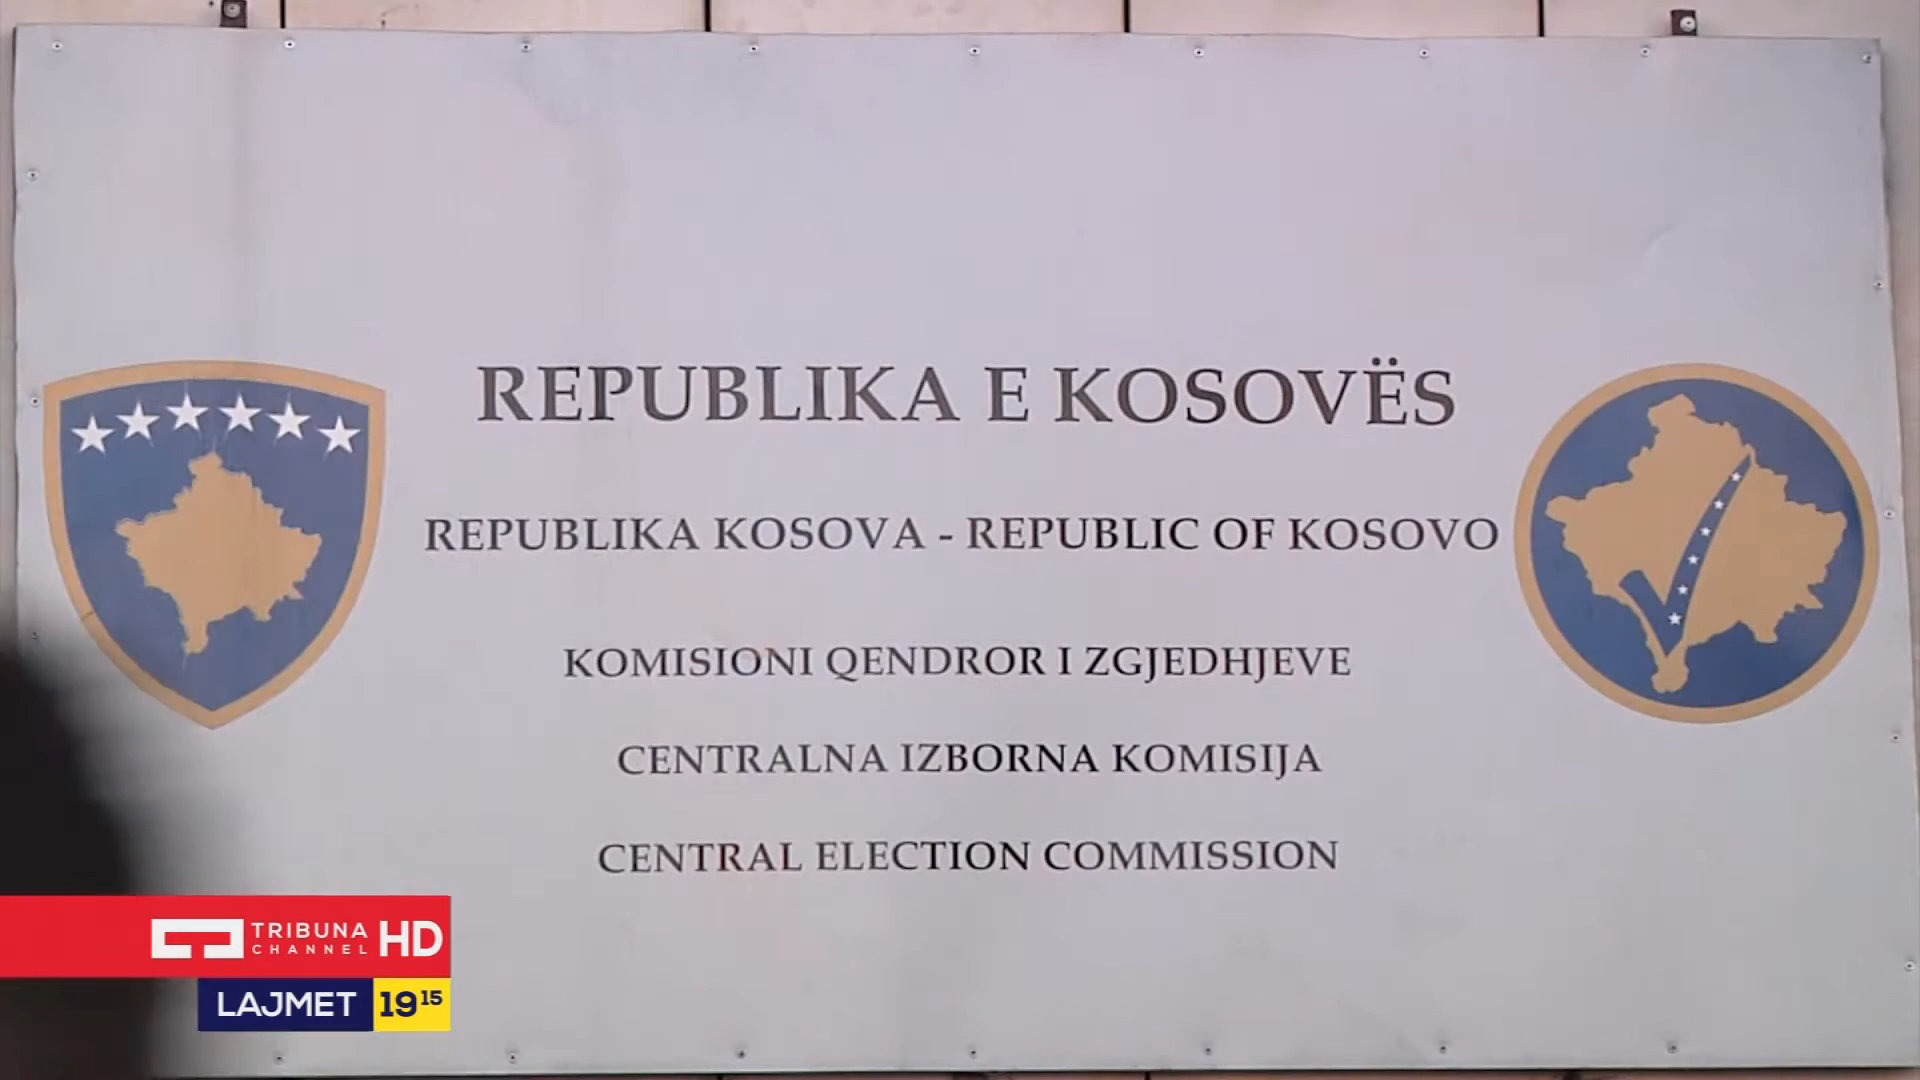 REPUBLIKA E KOSOVËS
REPUBLIKA KOSOVA - REPUBLIC OF KOSOVO
KOMISIONI QENDROR I ZGJEDHJEVE
CENTRALNA IZBORNA KOMISIJA
CENTRAL ELECTION COMMISSION
TRIBUNA CHANNEL HD
LAJMET 19 15